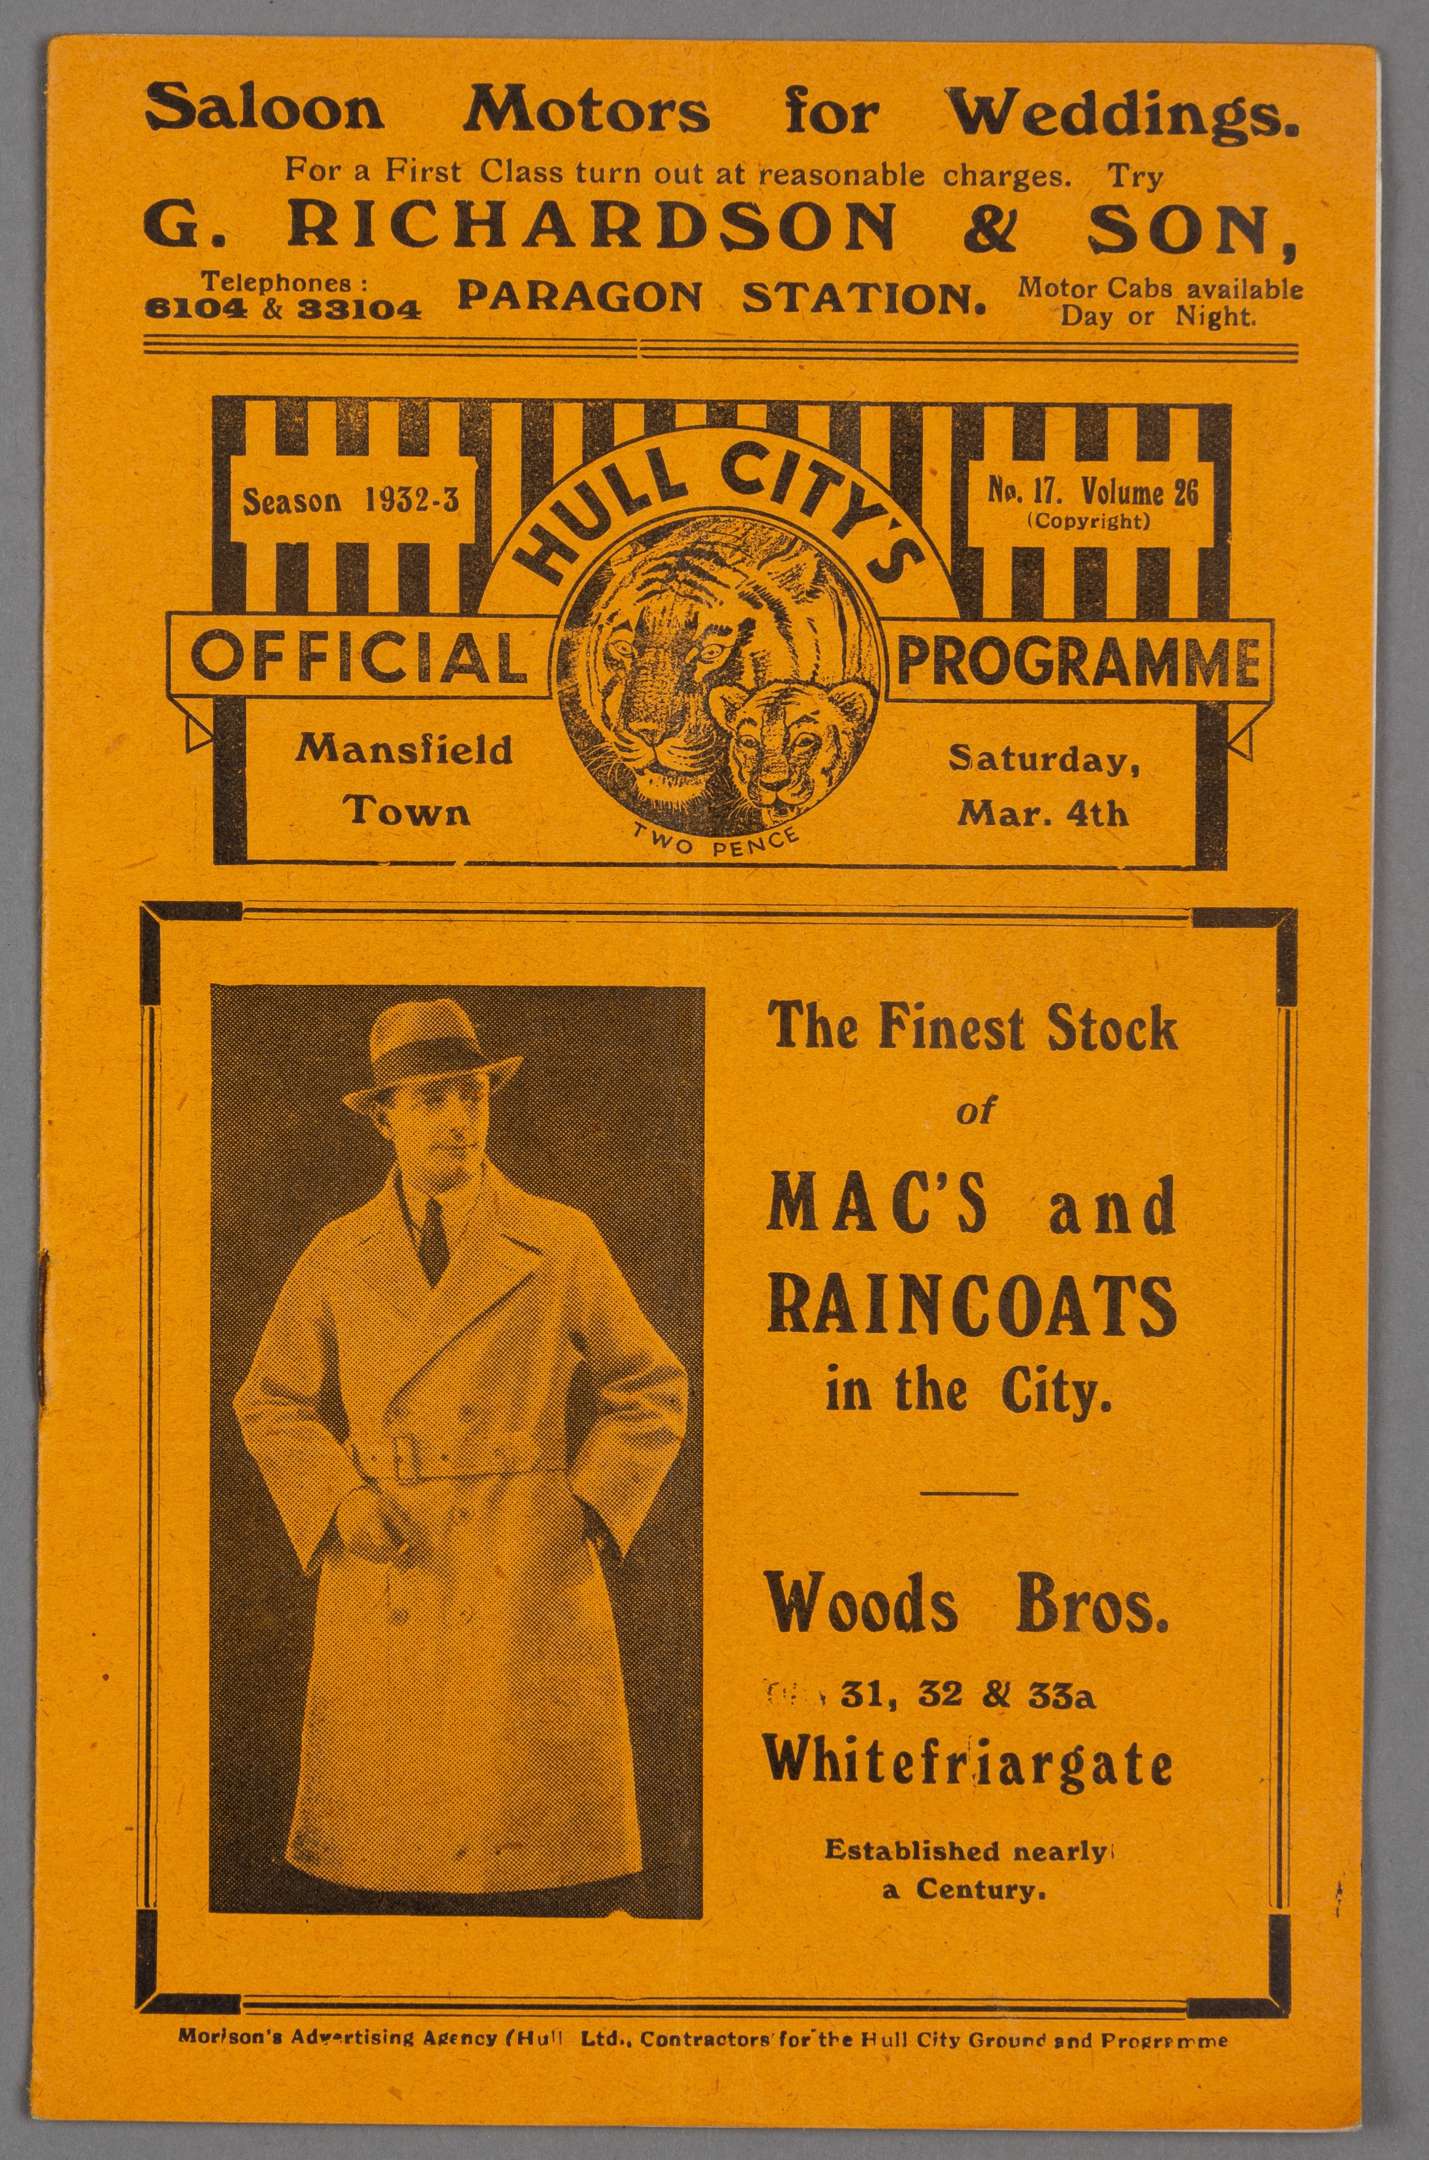 Saloon Motors for Weddings.
For a First Class turn out at reasonable charges. Try
G. RICHARDSON & SON,
Telephones :
6104 & 33104
PARAGON STATION.
Motor Cabs available
Day or Night.
Season 1932-3
HULL CITY'S
No. 17. Volume 26
(Copyright)
OFFICIAL PROGRAMME
Mansfield
Town
TWO PENCE
Saturday,
Mar. 4th
The Finest Stock
of
MAC'S and
RAINCOATS
in the City.
Woods Bros.
31, 32 & 33a
Whitefriargate
Established nearly
a Century.
Morison's Advertising Agency (Hull Ltd., Contractors for the Hull City Ground and Programme